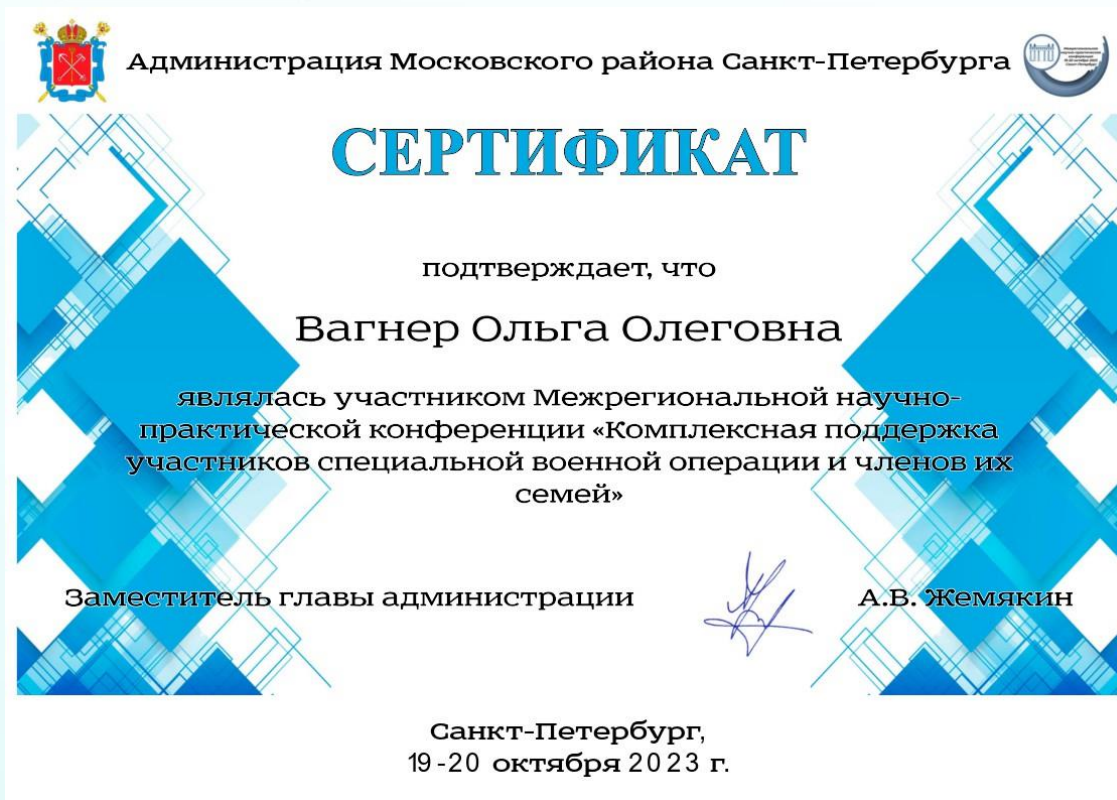 Администрация Московского района Санкт-Петербурга
СЕРТИФИКАТ
подтверждает, что
Вагнер Ольга Олеговна
являлась участником Межрегиональной научно-
практической конференции «Комплексная поддержка
участников специальной военной операции и членов их
семей»
Заместитель главы администрации
А.В. Жемякин
Санкт-Петербург,
19-20 октября 2023 г.